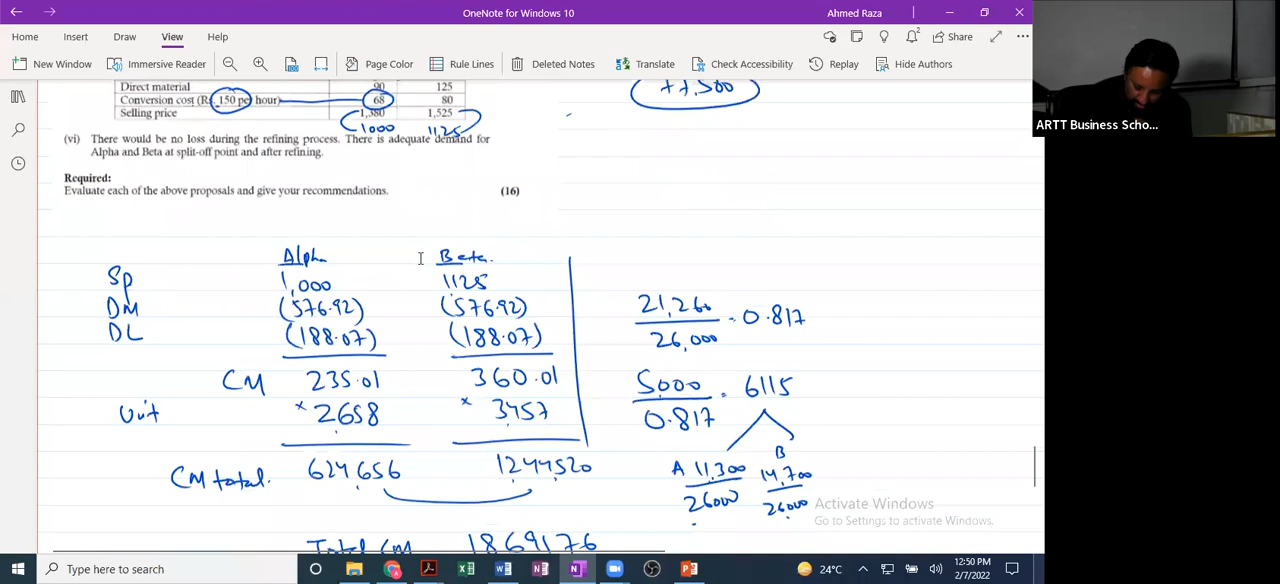 OneNote for Windows 10
Ahmed Raza
Home Insert Draw View Help
Share
New Window Immersive Reader Page Color Rule Lines Deleted Notes Translate Check Accessibility Replay Hide Authors
Direct material 90 125
Conversion cost (Rs. 150 per hour) 68 80
Selling price 1,380 1,525
1000 1125
77,500
(vi) There would be no loss during the refining process. There is adequate demand for
Alpha and Beta at split-off point and after refining.
Required:
Evaluate each of the above proposals and give your recommendations. (16)
Alpha Beta
Sp 1,000 1125
DM (576.92) (576.92)
DL (188.07) (188.07)
CM 235.01 360.01
Unit × 2658 × 3457
CM total. 624,656 1,244,520
Total CM 1869176
21,260
26,000
- 0.817
5,000
0.817
= 6115
A 11,300
26000
B
14,700
26000
Activate Windows
Go to Settings to activate Windows.
ARTT Business Scho...
Type here to search
24°C
12:50 PM
2/7/2022